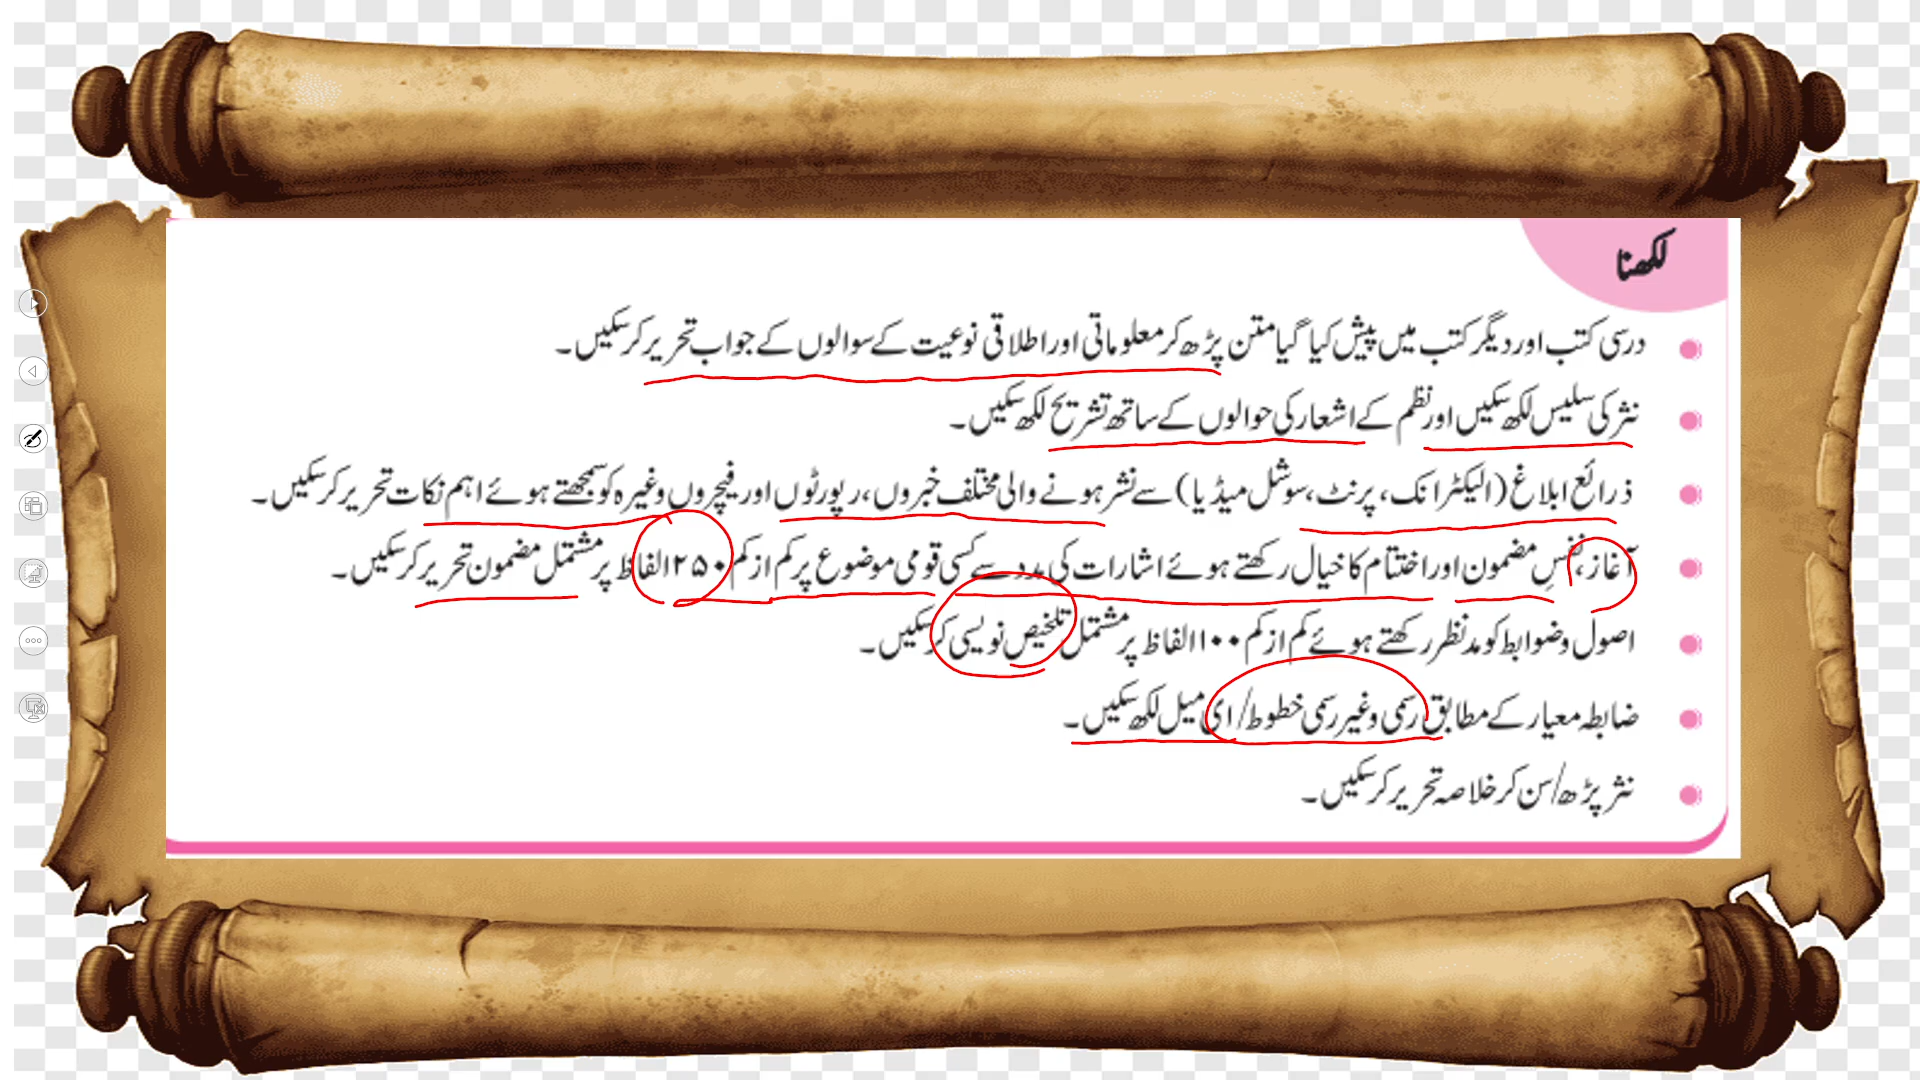 لکھنا
درسی کتب اور دیگر کتب میں پیش کیا گیا متن پڑھ کر معلوماتی اور اطلاقی نوعیت کے سوالوں کے جواب تحریر کر سکیں۔
نثر کی سلیس لکھ سکیں اور نظم کے اشعار کی حوالوں کے ساتھ تشریح لکھ سکیں۔
ذرائع ابلاغ (الیکٹرانک، پرنٹ، سوشل میڈیا) سے نشر ہونے والی مختلف خبروں، رپورٹوں اور فیچروں وغیرہ کو سمجھتے ہوئے اہم نکات تحریر کر سکیں۔
آغاز، نفسِ مضمون اور اختتام کا خیال رکھتے ہوئے اشارات کی مدد سے کسی قومی موضوع پر کم از کم ۲۵۰ الفاظ پر مشتمل مضمون تحریر کر سکیں۔
اصول و ضوابط کو مدنظر رکھتے ہوئے کم از کم ۱۰۰ الفاظ پر مشتمل تلخیص نویسی کر سکیں۔
ضابطہ معیار کے مطابق رسمی و غیر رسمی خطوط/ای میل لکھ سکیں۔
نثر پڑھ/سن کر خلاصہ تحریر کر سکیں۔